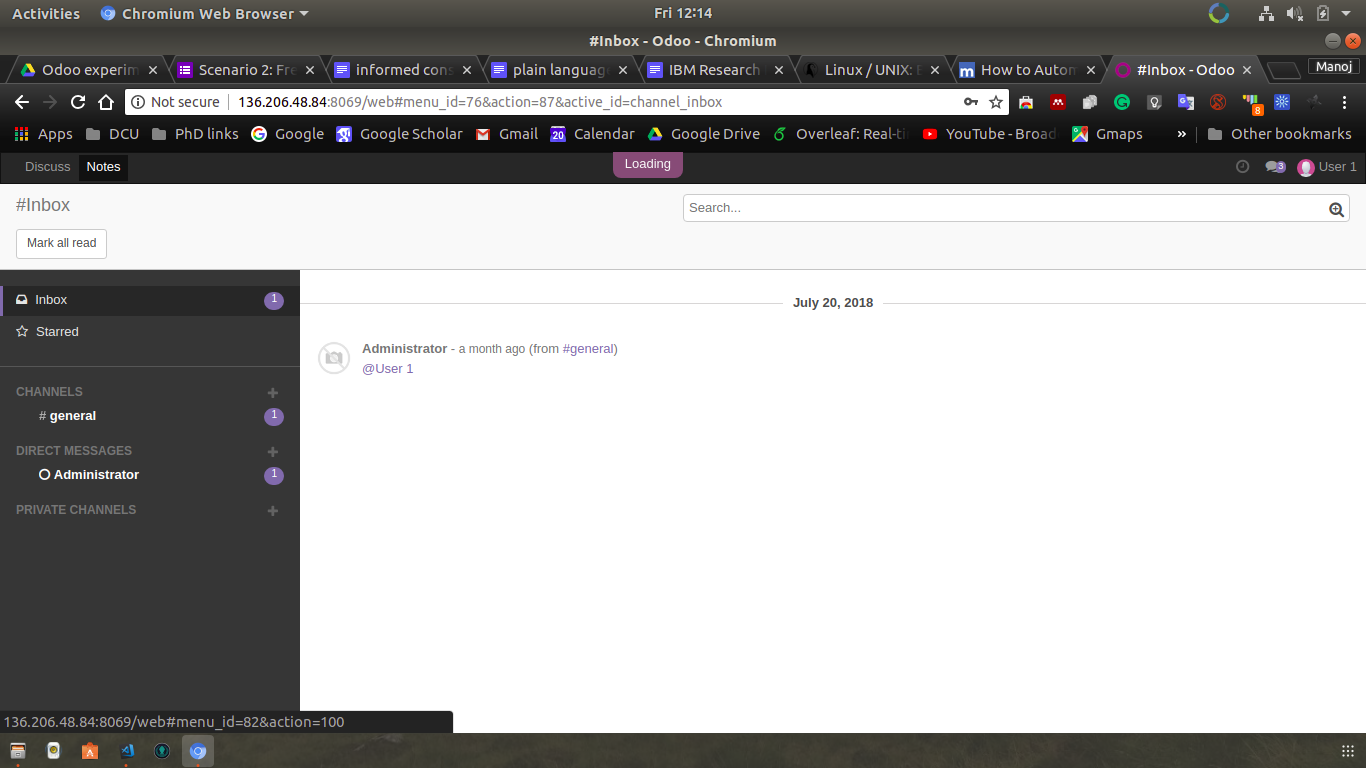 Activities Chromium Web Browser Fri 12:14
#Inbox - Odoo - Chromium
Odoo experim Scenario 2: Fre informed cons plain language IBM Research Linux / UNIX: E How to Autom #Inbox - Odoo Manoj
Not secure 136.206.48.84:8069/web#menu_id=76&action=87&active_id=channel_inbox 8
Apps DCU PhD links Google Google Scholar Gmail 20 Calendar Google Drive Overleaf: Real-ti YouTube - Broad Gmaps » Other bookmarks
Discuss Notes Loading 3 User 1
#Inbox Search...
Mark all read
Inbox 1
Starred
July 20, 2018
Administrator - a month ago (from #general)
@User 1
CHANNELS
# general 1
DIRECT MESSAGES
Administrator 1
PRIVATE CHANNELS
136.206.48.84:8069/web#menu_id=82&action=100